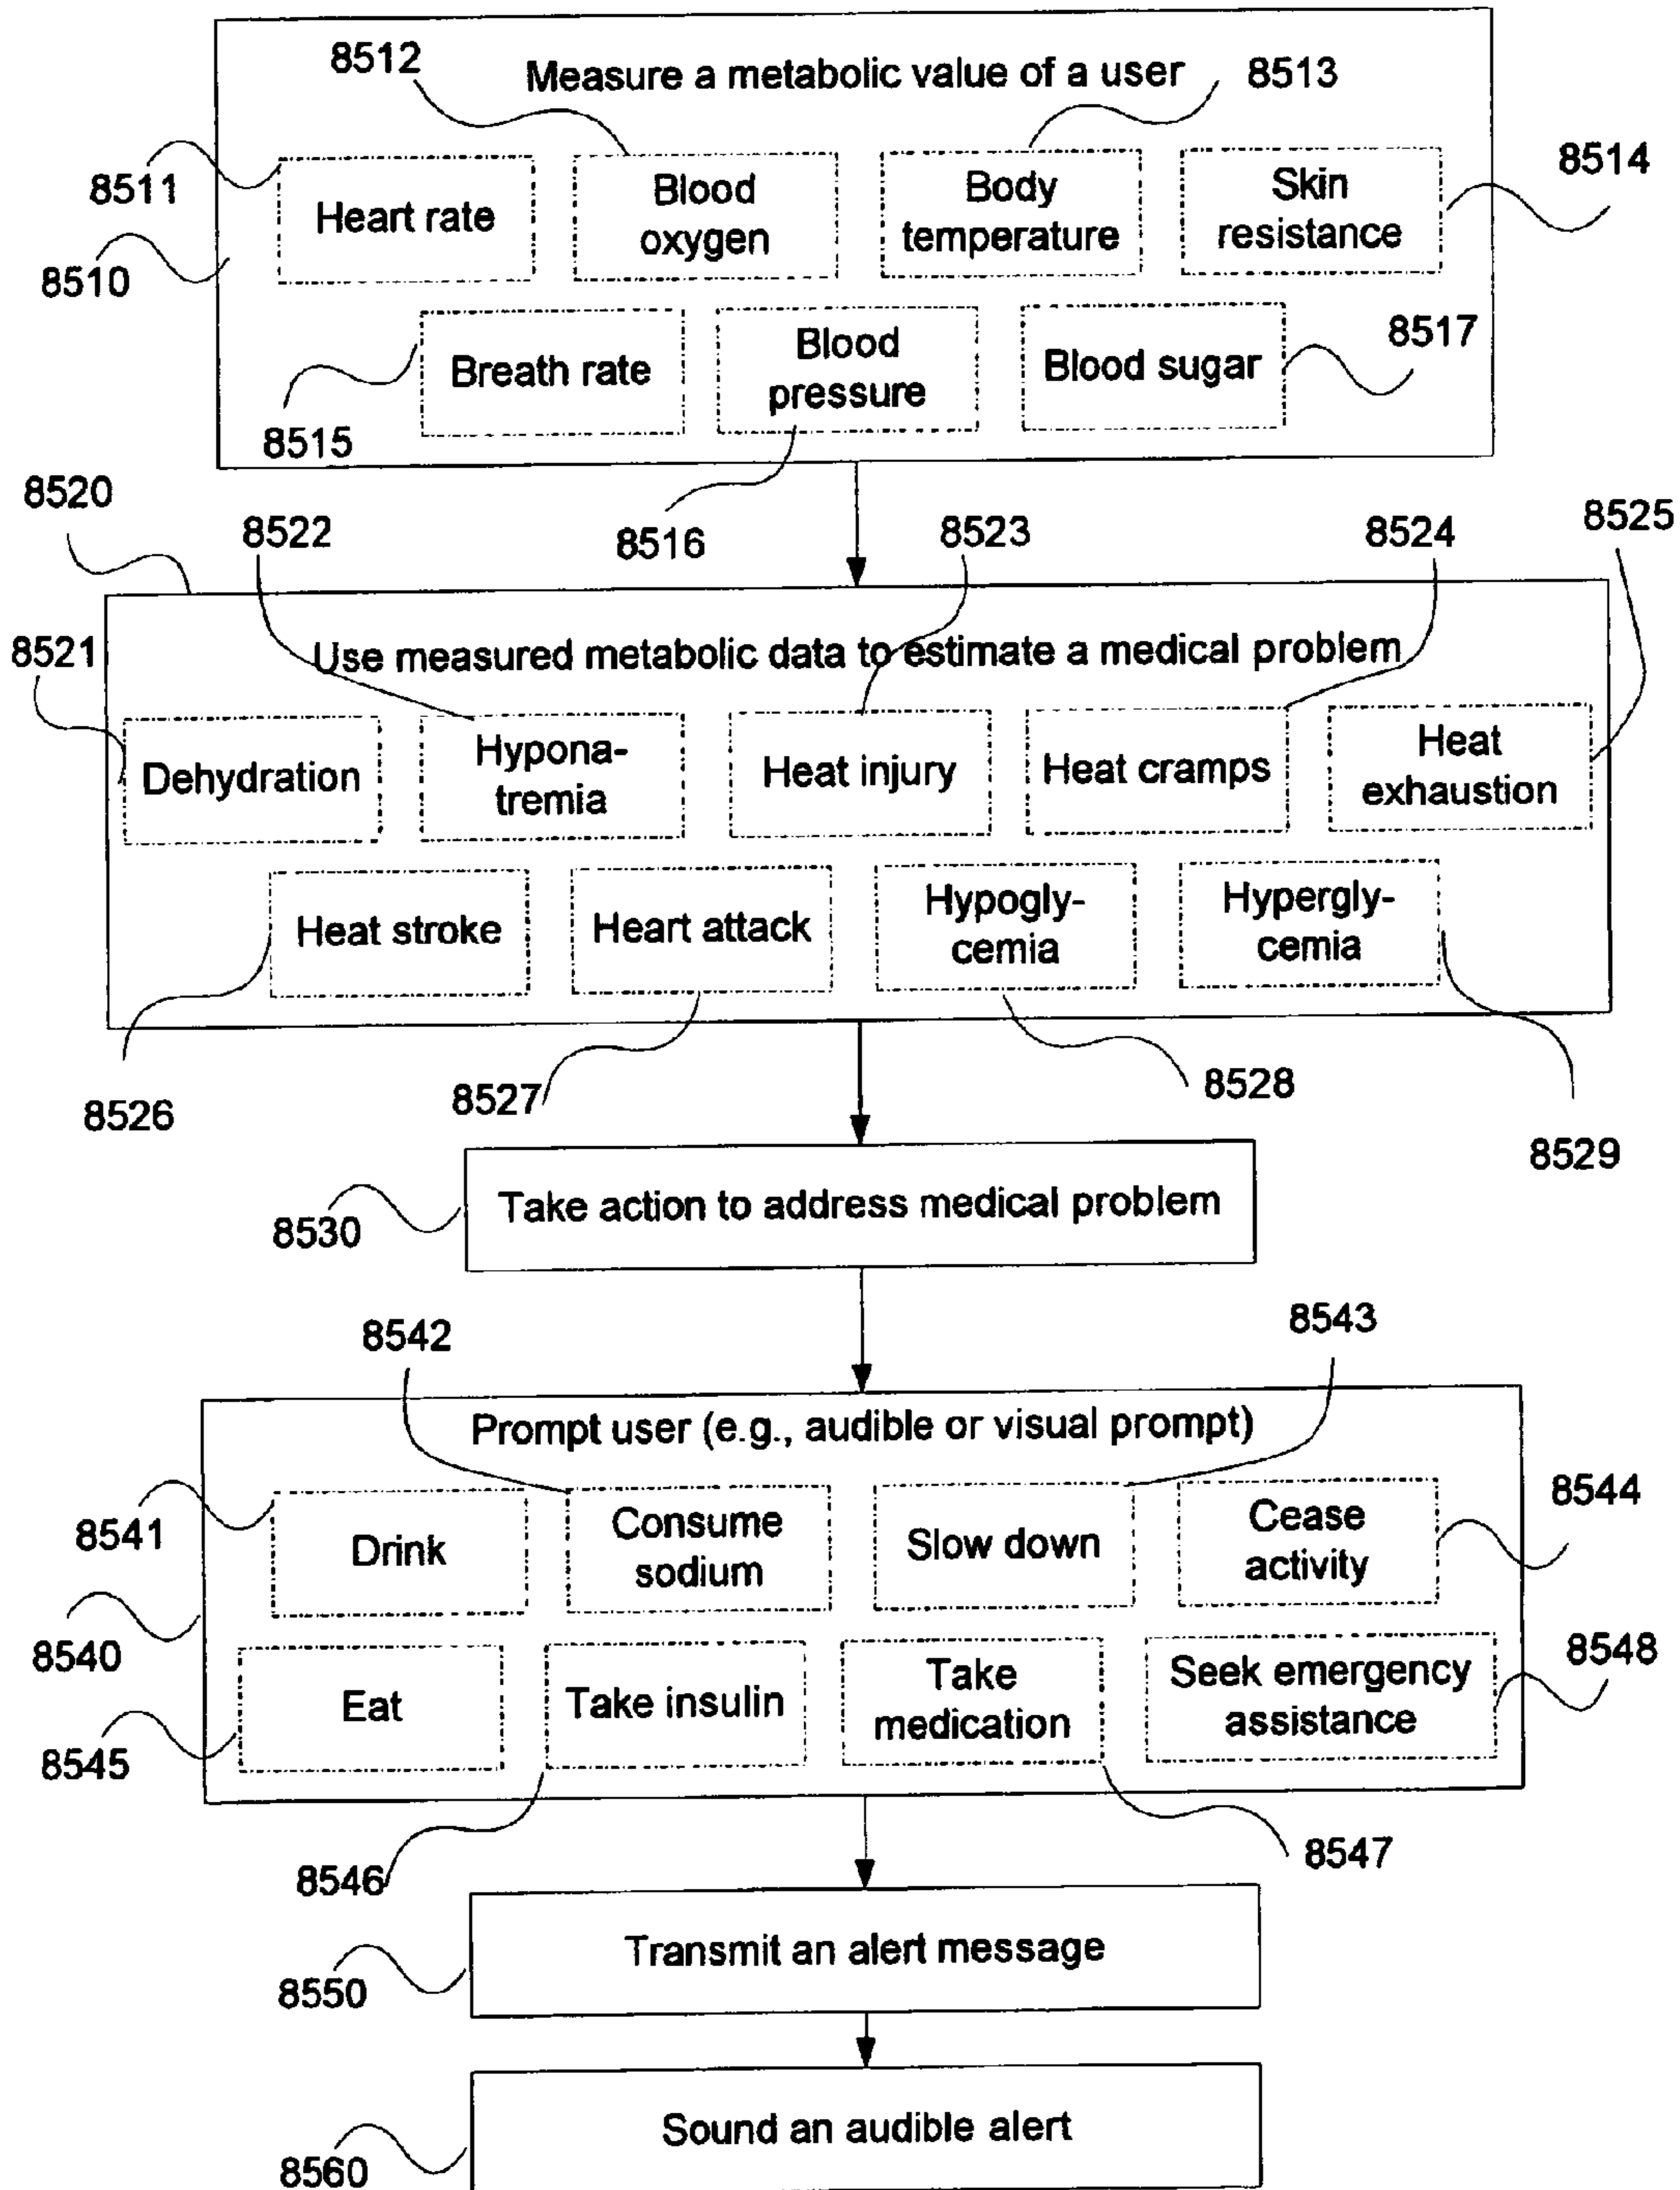 8512
Measure a metabolic value of a user
8513
8511
8514
Heart rate
Blood
oxygen
Body
temperature
Skin
resistance
8510
Breath rate
Blood
pressure
Blood sugar
8517
8515
8516
8520
8522
8523
8524
8525
8521
Use measured metabolic data to estimate a medical problem
Dehydration
Hypona-
tremia
Heat injury
Heat cramps
Heat
exhaustion
Heat stroke
Heart attack
Hypogly-
cemia
Hypergly-
cemia
8526
8527
8528
8529
Take action to address medical problem
8530
8542
8543
Prompt user (e.g., audible or visual prompt)
8541
8544
Drink
Consume
sodium
Slow down
Cease
activity
8540
8548
Eat
Take insulin
Take
medication
Seek emergency
assistance
8545
8546
8547
Transmit an alert message
8550
Sound an audible alert
8560